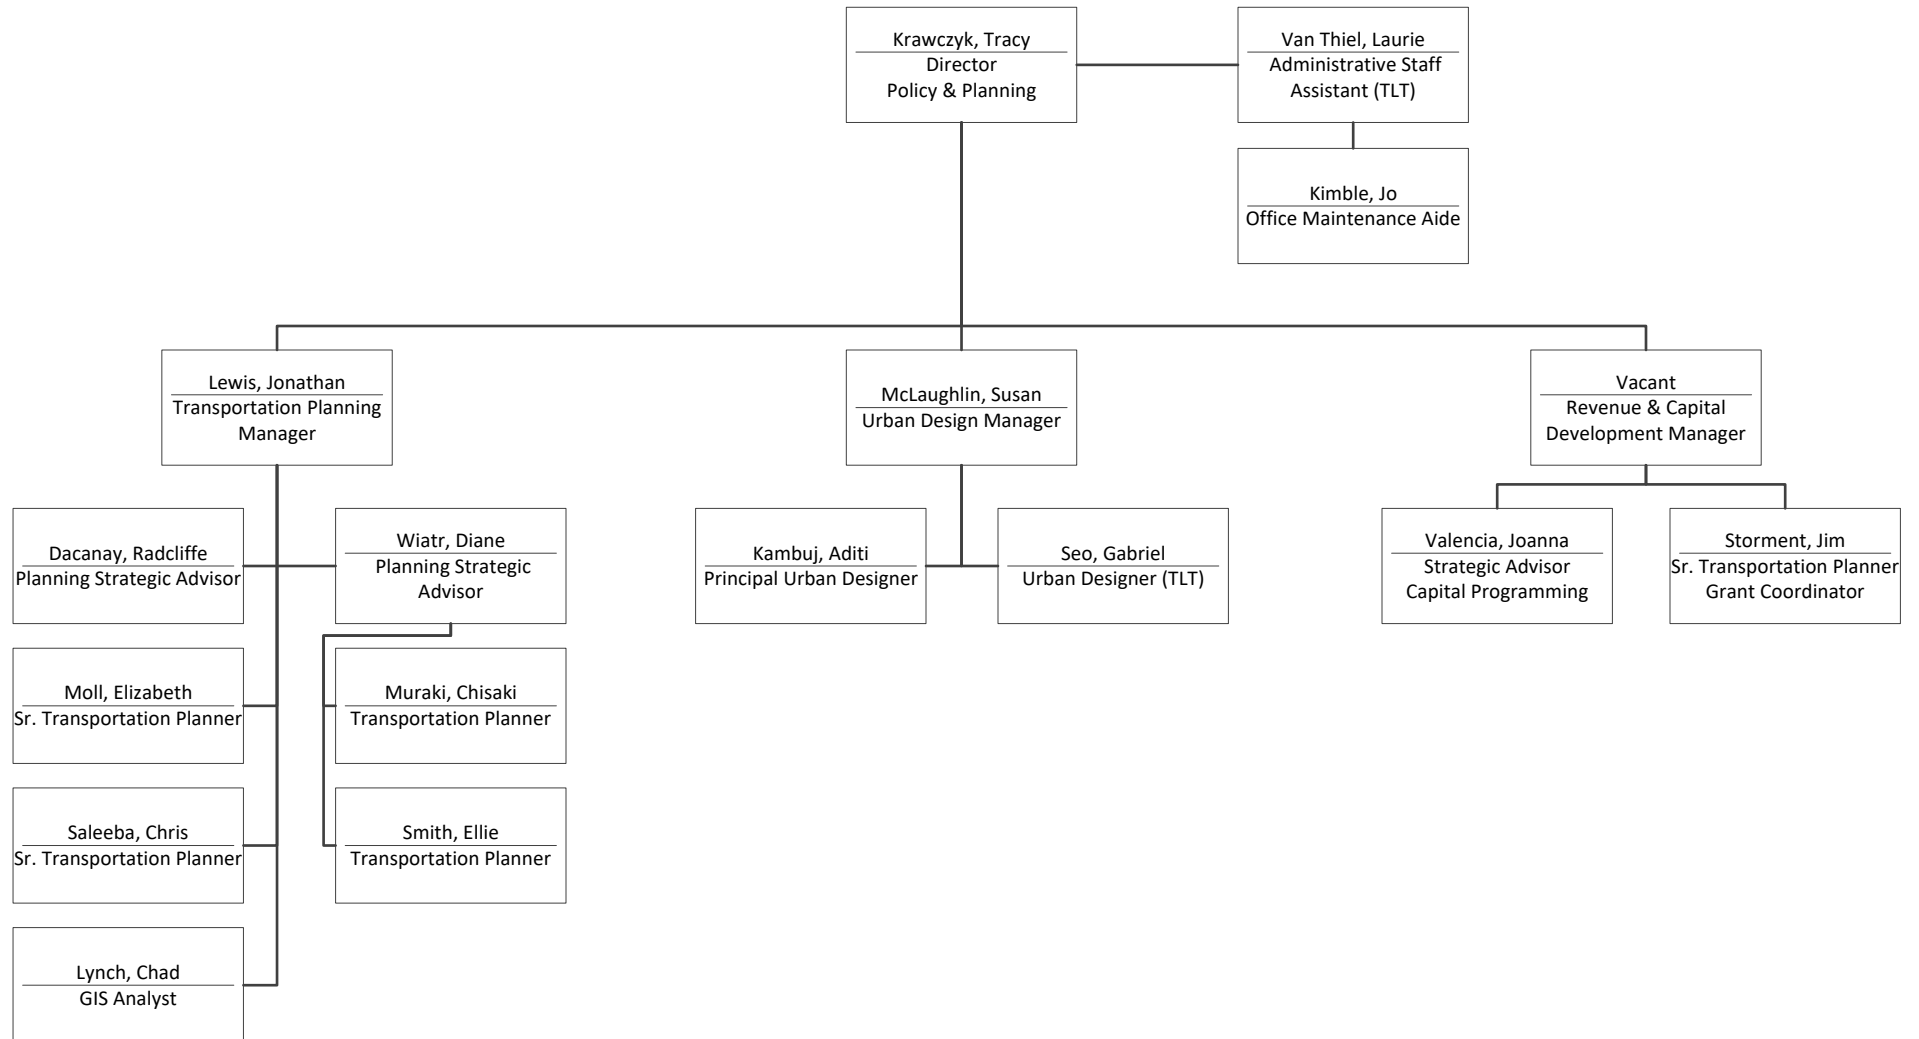 Krawczyk, Tracy
Director
Policy & Planning
Van Thiel, Laurie
Administrative Staff
Assistant (TLT)
Kimble, Jo
Office Maintenance Aide
Lewis, Jonathan
Transportation Planning
Manager
McLaughlin, Susan
Urban Design Manager
Vacant
Revenue & Capital
Development Manager
Dacanay, Radcliffe
Planning Strategic Advisor
Wiatr, Diane
Planning Strategic
Advisor
Kambuj, Aditi
Principal Urban Designer
Seo, Gabriel
Urban Designer (TLT)
Valencia, Joanna
Strategic Advisor
Capital Programming
Storment, Jim
Sr. Transportation Planner
Grant Coordinator
Moll, Elizabeth
Sr. Transportation Planner
Muraki, Chisaki
Transportation Planner
Saleeba, Chris
Sr. Transportation Planner
Smith, Ellie
Transportation Planner
Lynch, Chad
GIS Analyst